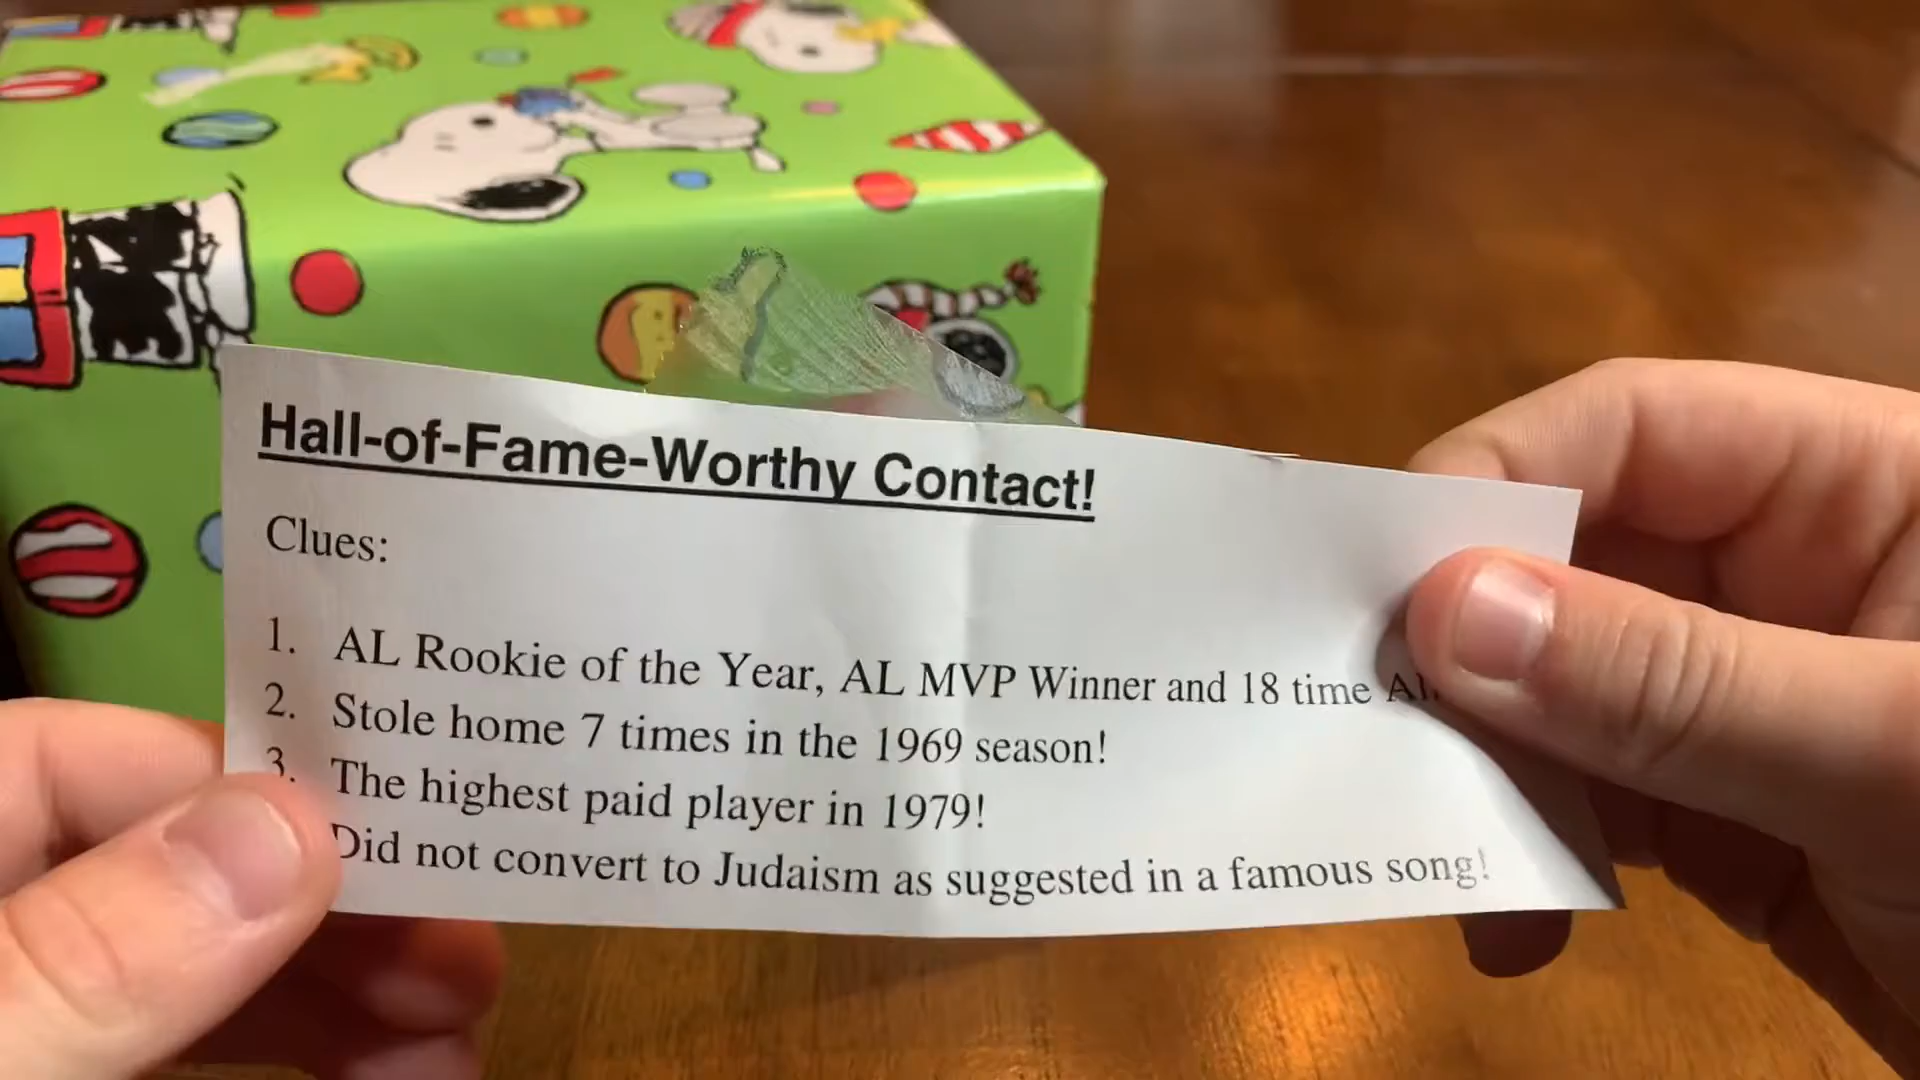 Hall-of-Fame-Worthy Contact!
Clues:
1. AL Rookie of the Year, AL MVP Winner and 18 time
2. Stole home 7 times in the 1969 season!
3. The highest paid player in 1979!
Did not convert to Judaism as suggested in a famous song!